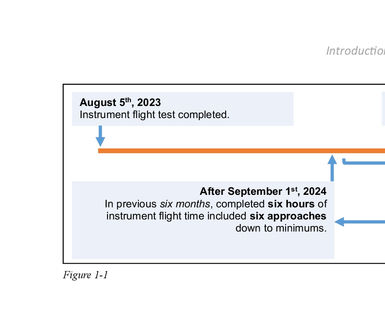 Introduction
August 5th, 2023
Instrument flight test completed.
After September 1st, 2024
In previous six months, completed six hours of
instrument flight time included six approaches
down to minimums.
Figure 1-1